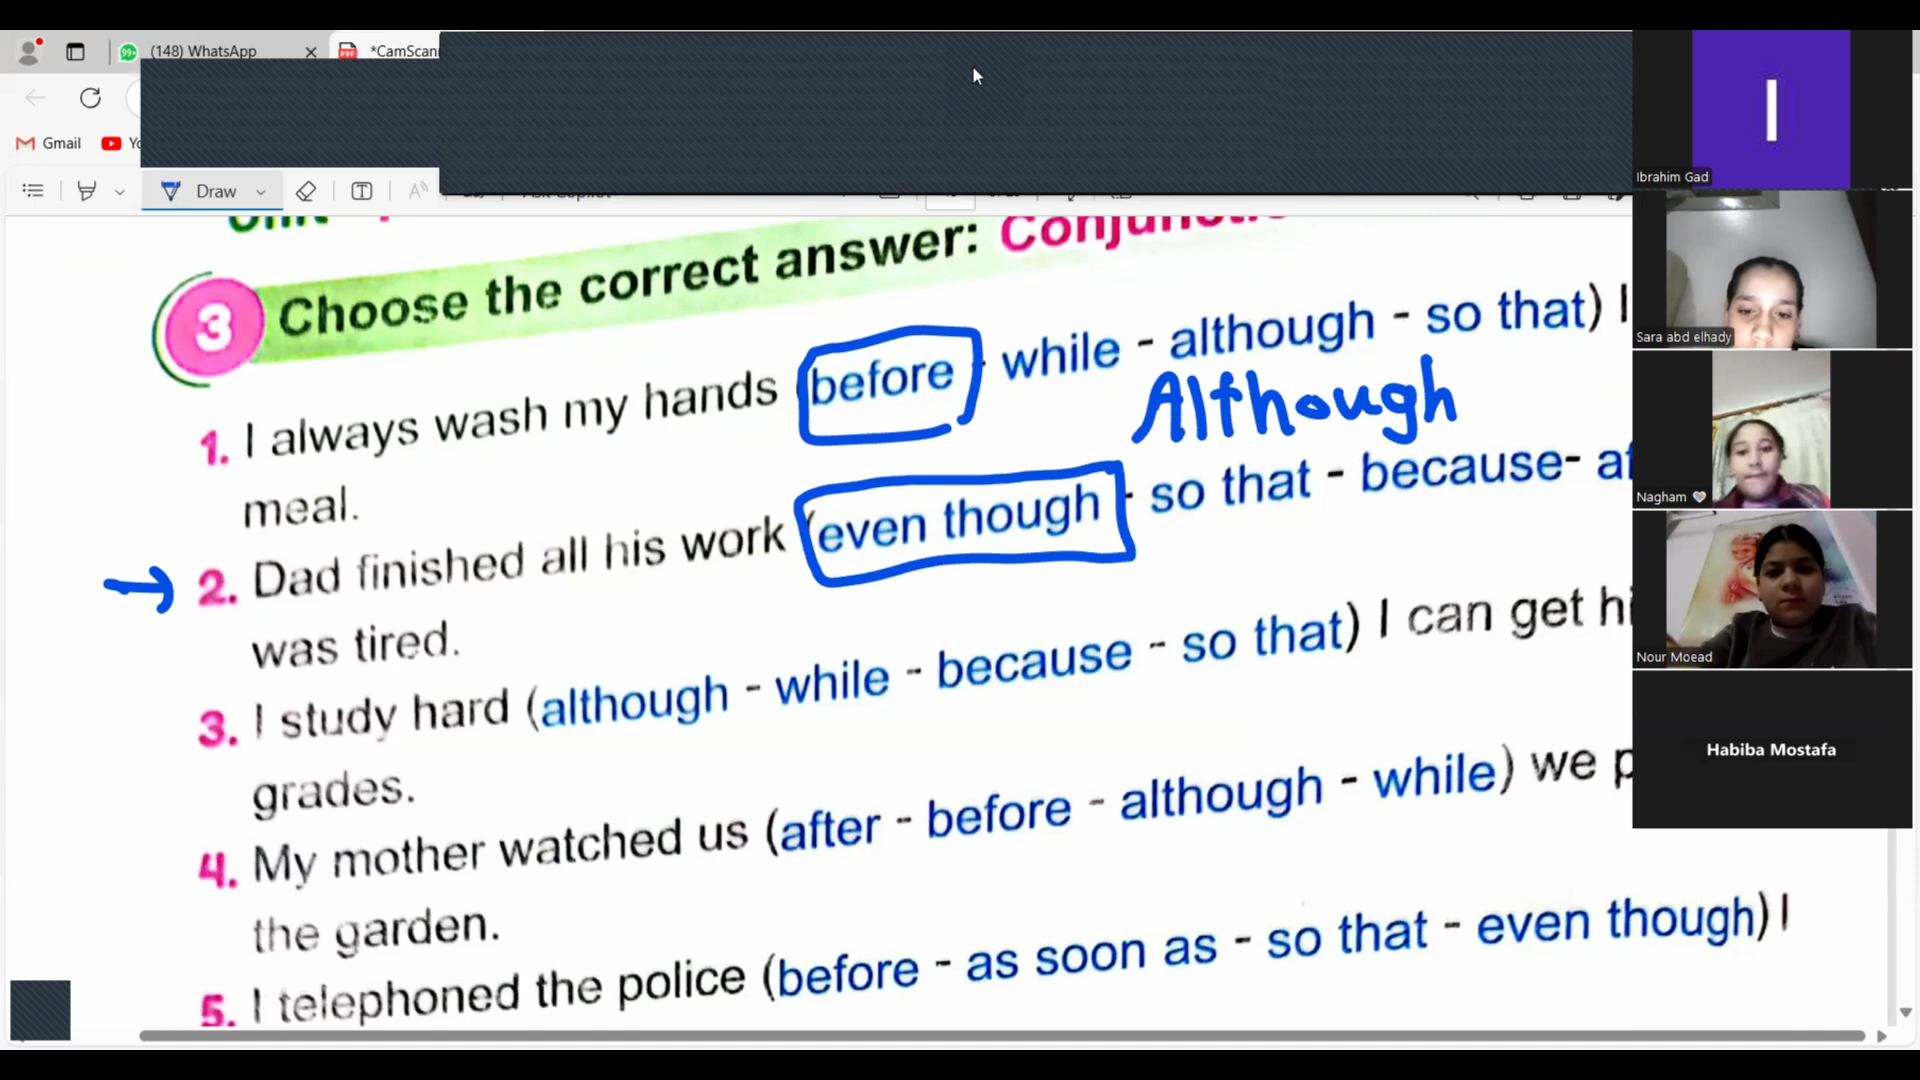 (148) WhatsApp
*CamScan
Gmail
Draw
Choose the correct answer:
3
1. I always wash my hands (before - while - although - so that) I
Although
meal.
2. Dad finished all his work (even though - so that - because-
was tired.
3. I study hard (although - while - because - so that) I can get
grades.
4. My mother watched us (after - before - although - while) we
the garden.
5. I telephoned the police (before - as soon as - so that - even though) I
I
Ibrahim Gad
Sara abd elhady
Nagham 🤍
Nour Moead
Habiba Mostafa